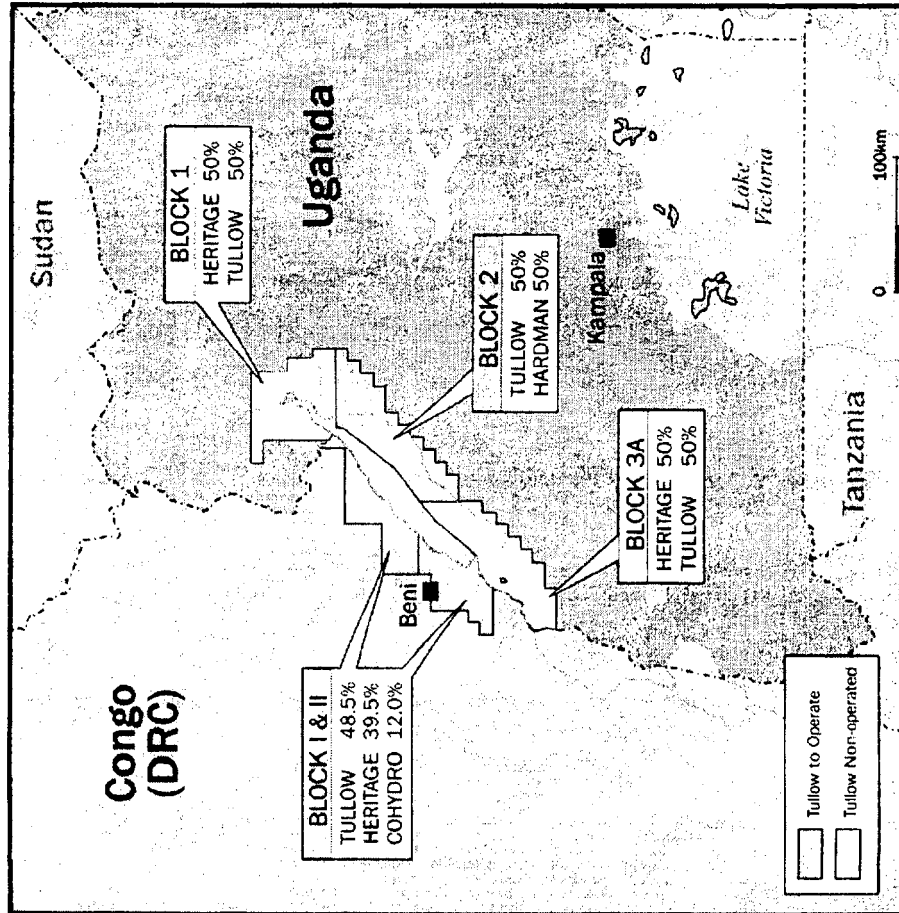 Sudan
Congo
(DRC)
Uganda
BLOCK 1
HERITAGE 50%
TULLOW 50%
BLOCK I & II
TULLOW 48.5%
HERITAGE 39.5%
COHYDRO 12.0%
Beni
BLOCK 2
TULLOW 50%
HARDMAN 50%
Kampala
BLOCK 3A
HERITAGE 50%
TULLOW 50%
Lake
Victoria
Tanzania
Tullow to Operate
Tullow Non-operated
0 100km